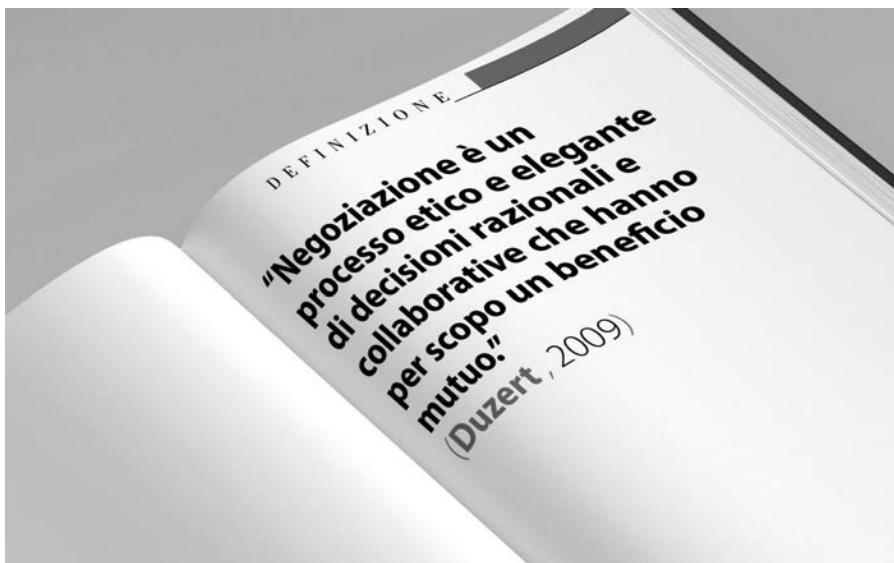 DEFINIZIONE
“Negoziazione è un
processo etico e elegante
di decisioni razionali e
collaborative che hanno
per scopo un beneficio
mutuo.”
(Duzert , 2009)